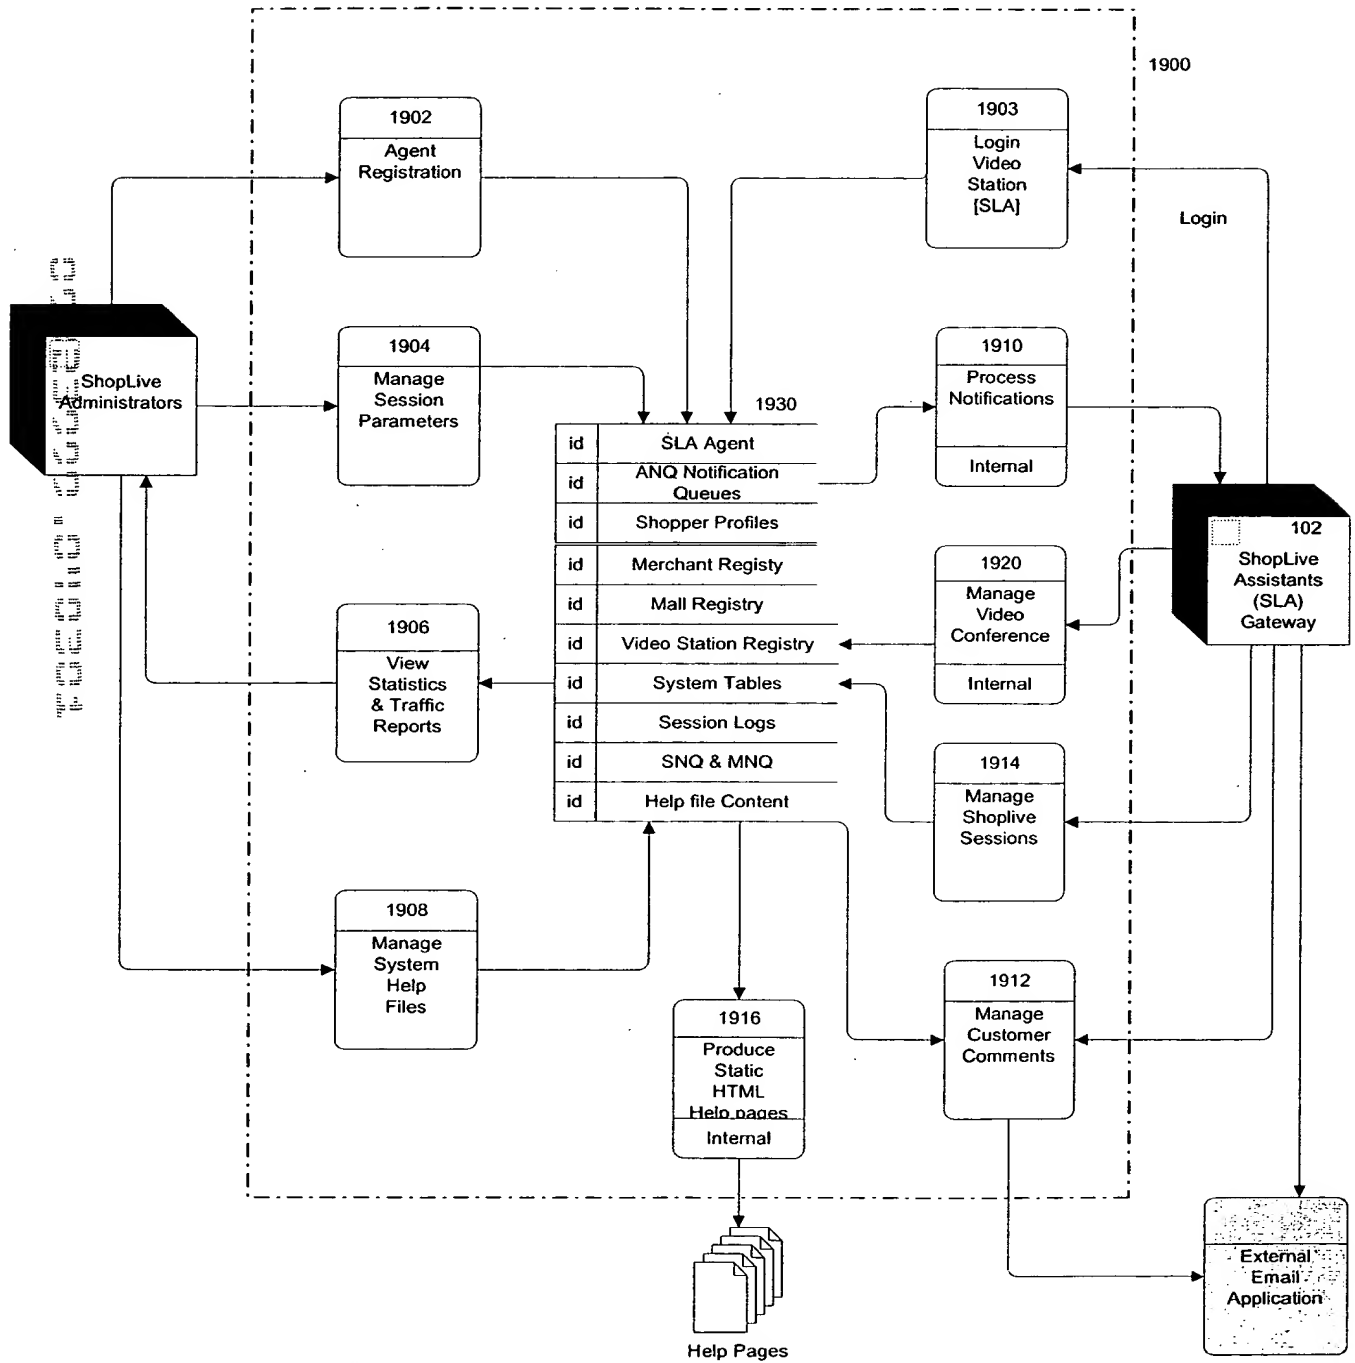 1900
1902
Agent
Registration
1903
Login
Video
Station
[SLA]
Login
ShopLive
Administrators
1904
Manage
Session
Parameters
1910
Process
Notifications
Internal
1930
id SLA Agent
id ANQ Notification
Queues
id Shopper Profiles
id Merchant Registy
id Mall Registry
id Video Station Registry
id System Tables
id Session Logs
id SNQ & MNQ
id Help file Content
102
ShopLive
Assistants
(SLA)
Gateway
1920
Manage
Video
Conference
Internal
1906
View
Statistics
& Traffic
Reports
1914
Manage
Shoplive
Sessions
1908
Manage
System
Help
Files
1912
Manage
Customer
Comments
1916
Produce
Static
HTML
Help pages
Internal
External
Email
Application
Help Pages